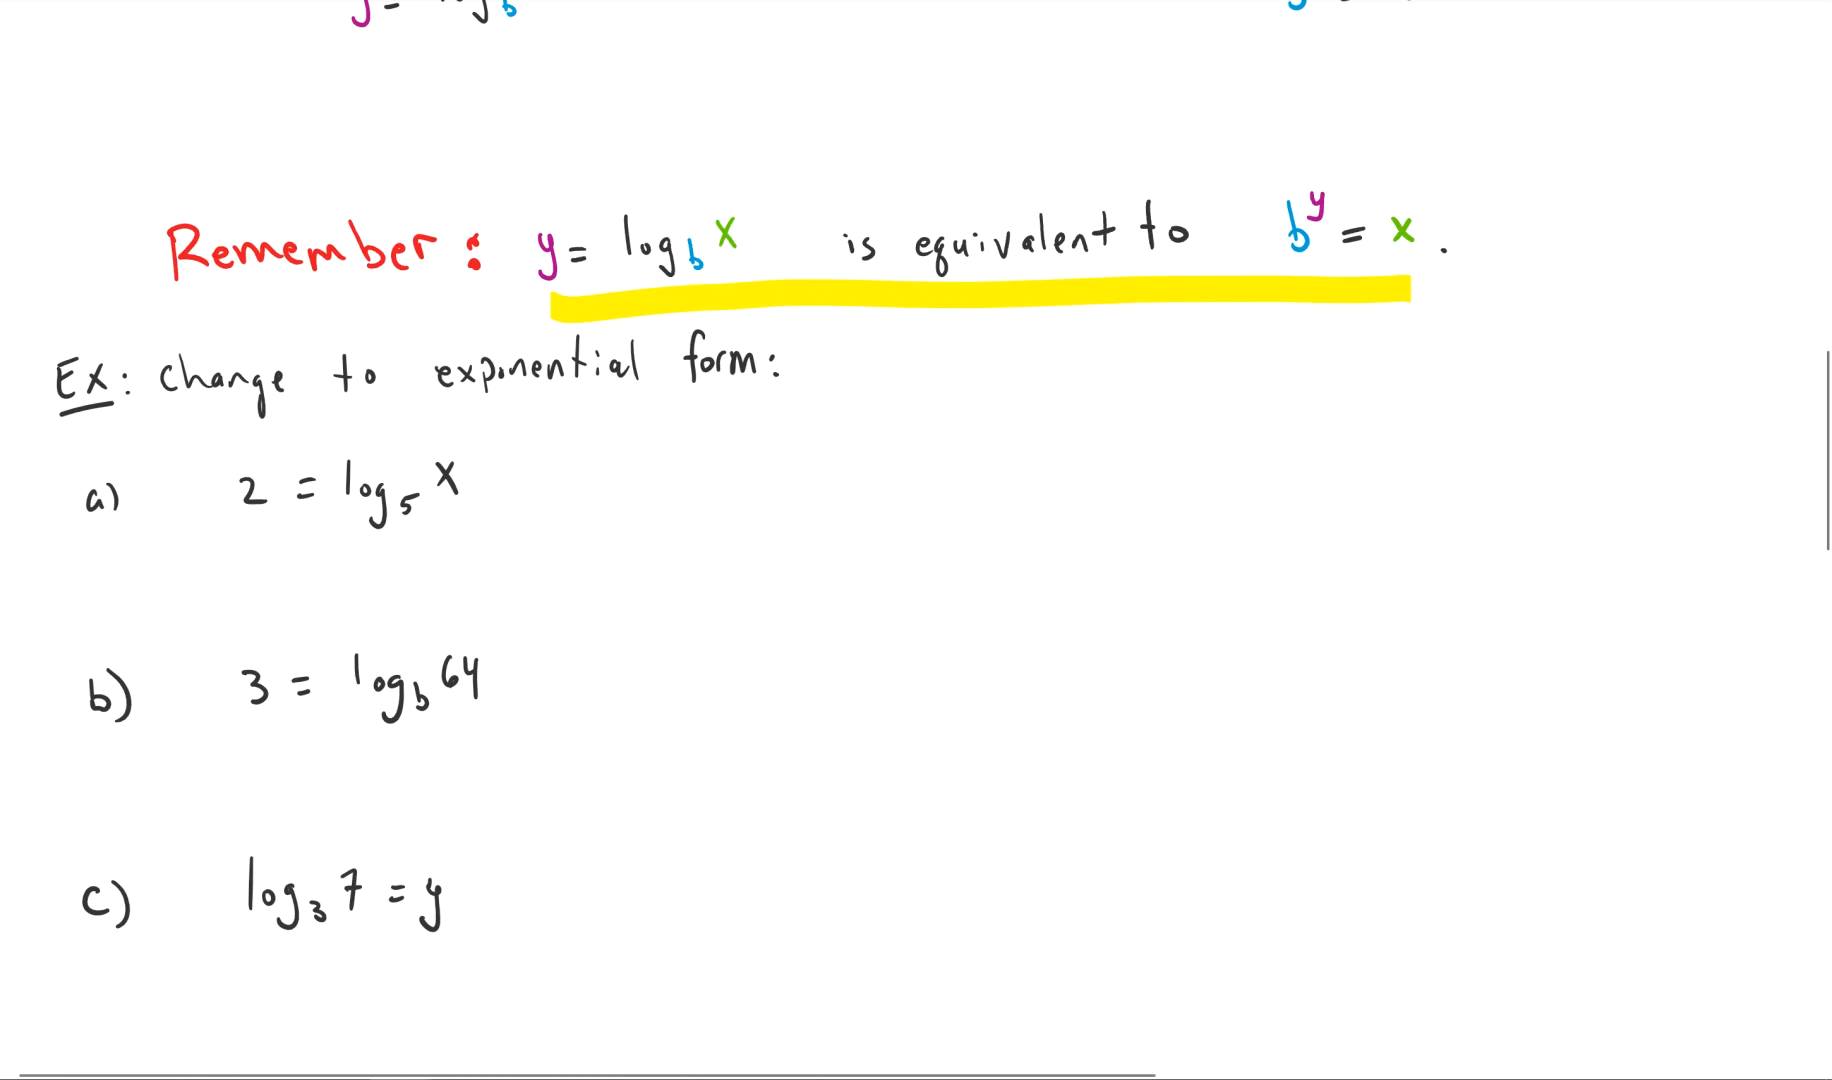 Remember: y = log_b x is equivalent to b^y = x.
Ex: change to exponential form:
a) 2 = log_5 x
b) 3 = log_b 64
c) log_3 7 = y